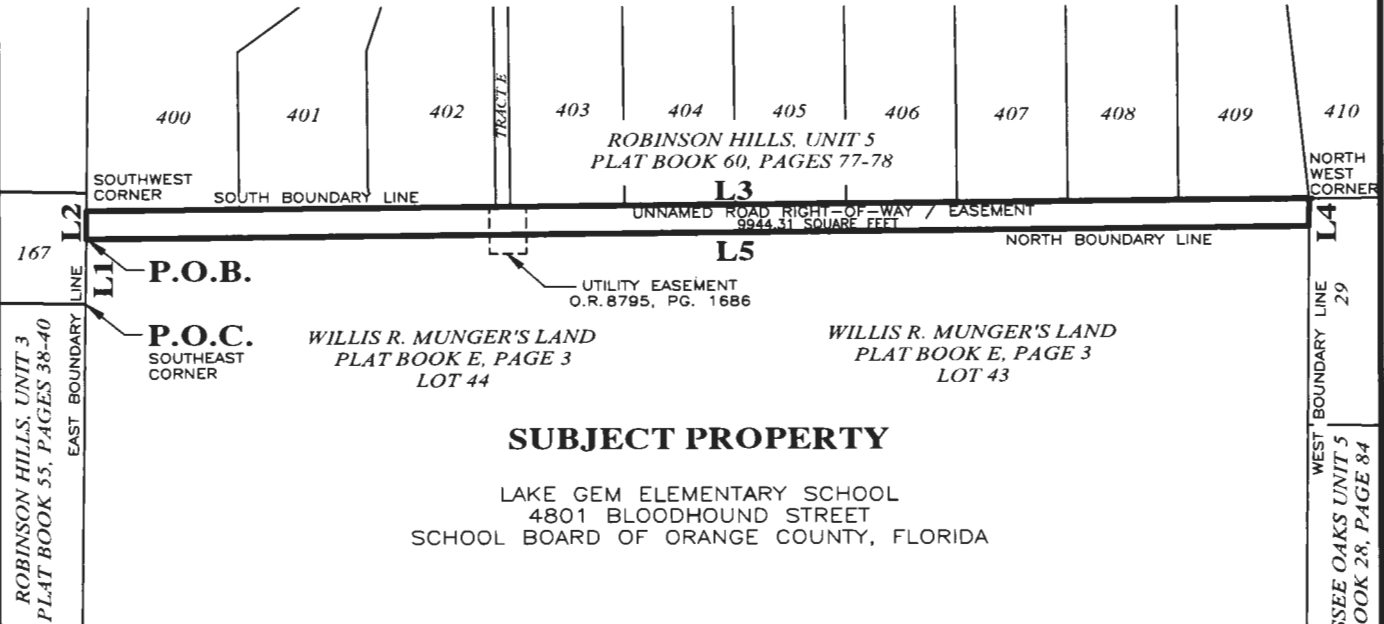 400
401
402
TRACT E
403
404
405
406
407
408
409
410
ROBINSON HILLS, UNIT 5
PLAT BOOK 60, PAGES 77-78
SOUTHWEST
CORNER
SOUTH BOUNDARY LINE
L3
NORTH
WEST
CORNER
L2
UNNAMED ROAD RIGHT-OF-WAY / EASEMENT
9944.31 SQUARE FEET
L4
L5
NORTH BOUNDARY LINE
167
L1
P.O.B.
UTILITY EASEMENT
O.R.8795, PG. 1686
P.O.C.
SOUTHEAST
CORNER
EAST BOUNDARY LINE
ROBINSON HILLS, UNIT 3
PLAT BOOK 55, PAGES 38-40
WILLIS R. MUNGER'S LAND
PLAT BOOK E, PAGE 3
LOT 44
WILLIS R. MUNGER'S LAND
PLAT BOOK E, PAGE 3
LOT 43
29
WEST BOUNDARY LINE
SSEE OAKS UNIT 5
OOK 28, PAGE 84
SUBJECT PROPERTY
LAKE GEM ELEMENTARY SCHOOL
4801 BLOODHOUND STREET
SCHOOL BOARD OF ORANGE COUNTY, FLORIDA